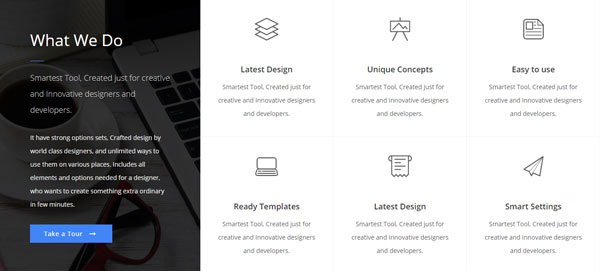 What We Do
Smartest Tool, Created just for creative
and Innovative designers and
developers.
It have strong options sets, Crafted design by
world class designers, and unlimited ways to
use them on various places. Includes all
elements and options needed for a designer,
who wants to create something extra ordinary
in few minutes.
Take a Tour
Latest Design
Smartest Tool, Created just for
creative and Innovative designers
and developers.
Unique Concepts
Smartest Tool, Created just for
creative and Innovative designers
and developers.
Easy to use
Smartest Tool, Created just for
creative and Innovative designers
and developers.
Ready Templates
Smartest Tool, Created just for
creative and Innovative designers
and developers.
Latest Design
Smartest Tool, Created just for
creative and Innovative designers
and developers.
Smart Settings
Smartest Tool, Created just for
creative and Innovative designers
and developers.